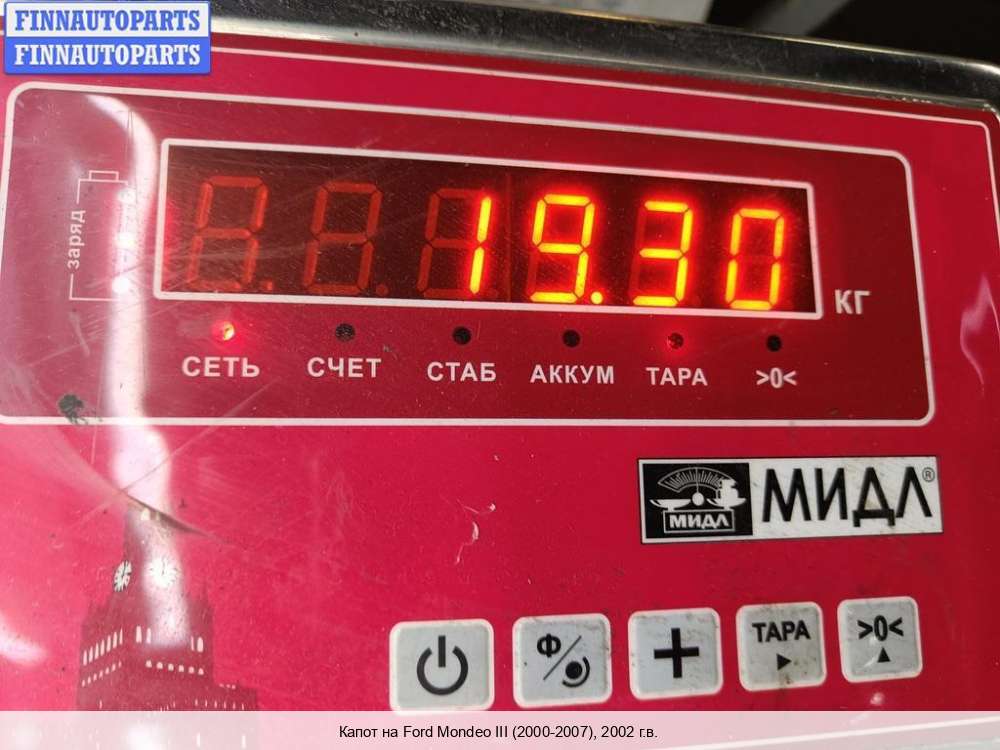 FINNAUTOPARTS
FINNAUTOPARTS
заряд
19.30
КГ
СЕТЬ СЧЕТ СТАБ АККУМ ТАРА >0<
МИДЛ МИДЛ®
Ф/
+
ТАРА
>0<
Капот на Ford Mondeo III (2000-2007), 2002 г.в.